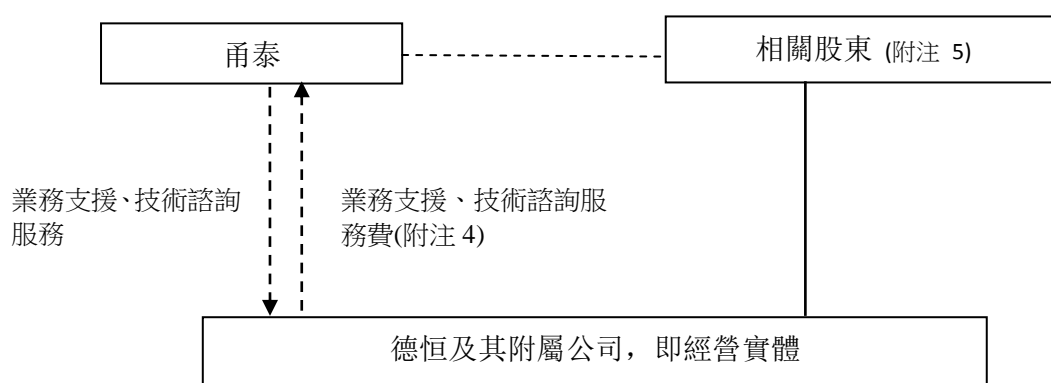 甬泰
相關股東 (附注 5)
業務支援、技術諮詢
服務
業務支援、技術諮詢服
務費(附注 4)
德恒及其附屬公司，即經營實體